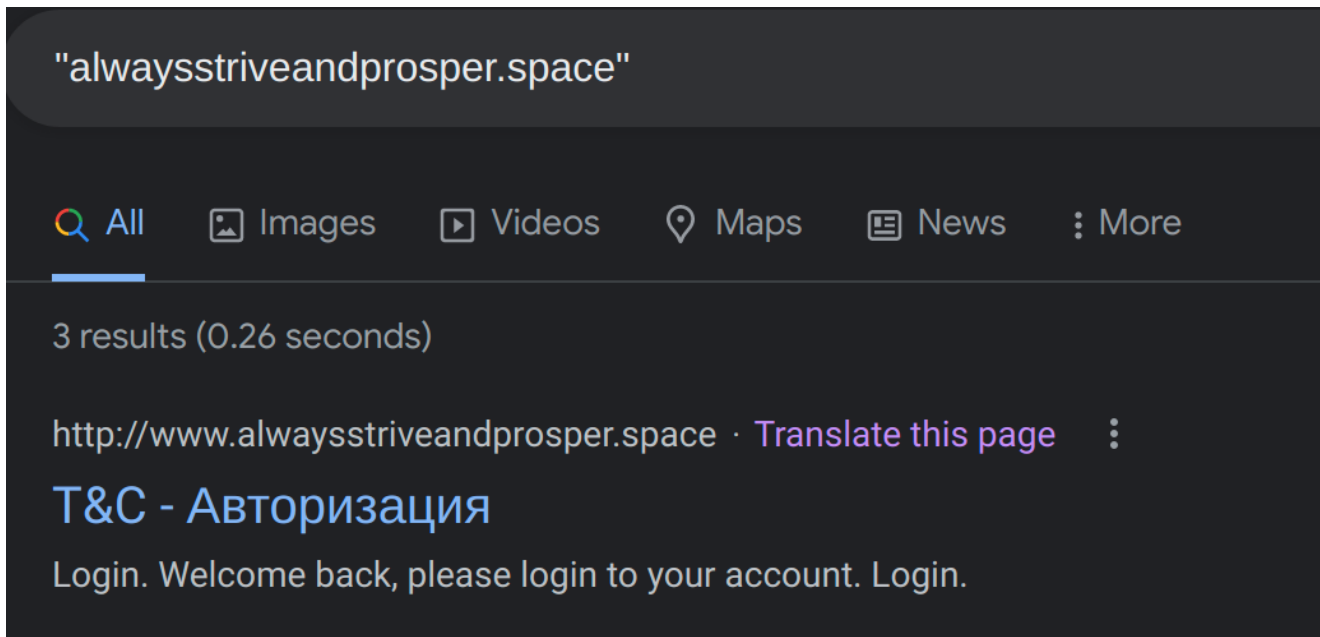 "alwaysstriveandprosper.space"
All Images Videos Maps News More
3 results (0.26 seconds)
http://www.alwaysstriveandprosper.space · Translate this page
T&C - Авторизация
Login. Welcome back, please login to your account. Login.